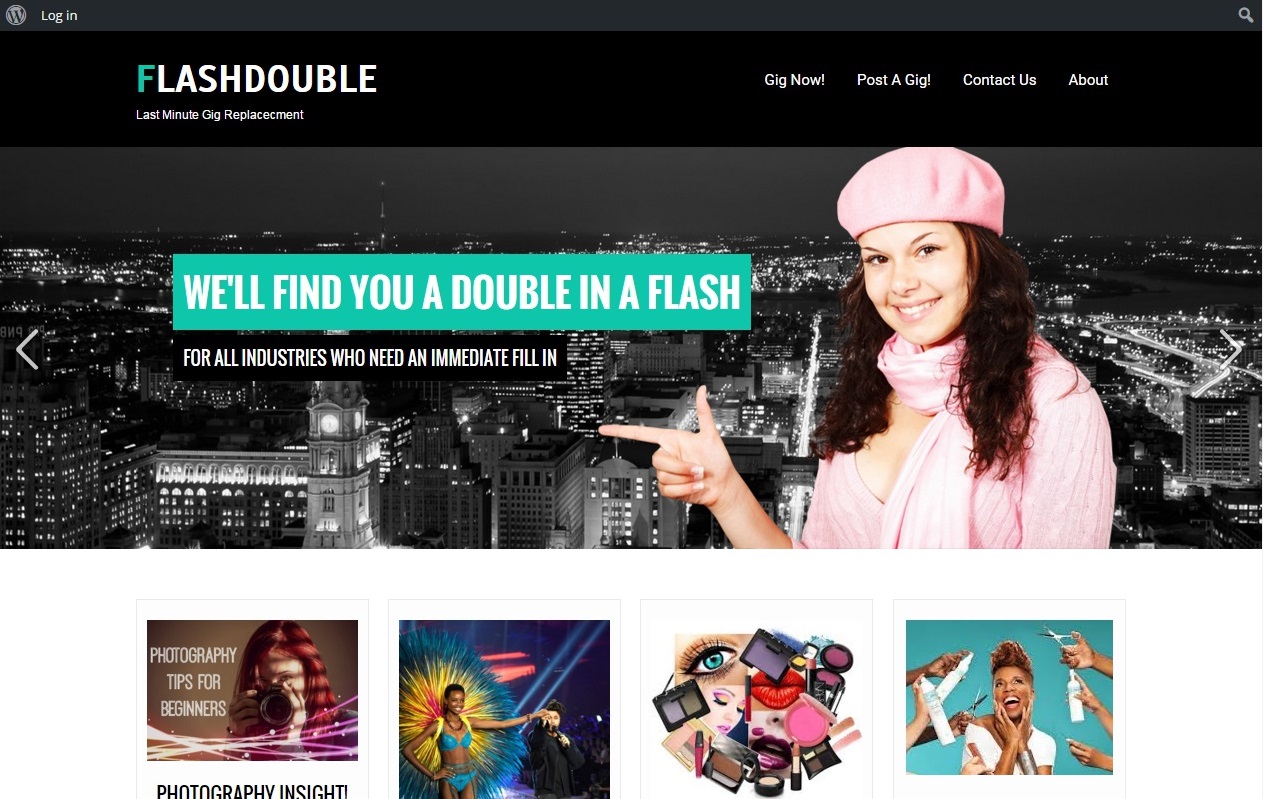 Log in
FLASHDOUBLE
Gig Now!
Post A Gig!
Contact Us
About
Last Minute Gig Replacecment
WE'LL FIND YOU A DOUBLE IN A FLASH
FOR ALL INDUSTRIES WHO NEED AN IMMEDIATE FILL IN
PHOTOGRAPHY
TIPS FOR
BEGINNERS
PHOTOGRAPHY INSIGHT!